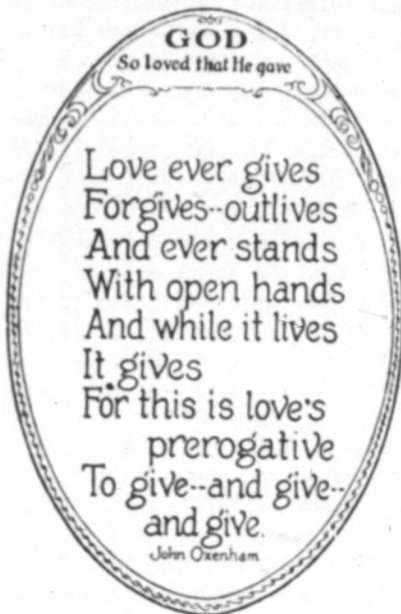 GOD
So loved that He gave
Love ever gives
Forgives--outlives
And ever stands
With open hands
And while it lives
It gives
For this is love's
prerogative
To give--and give--
and give.
John Oxenham